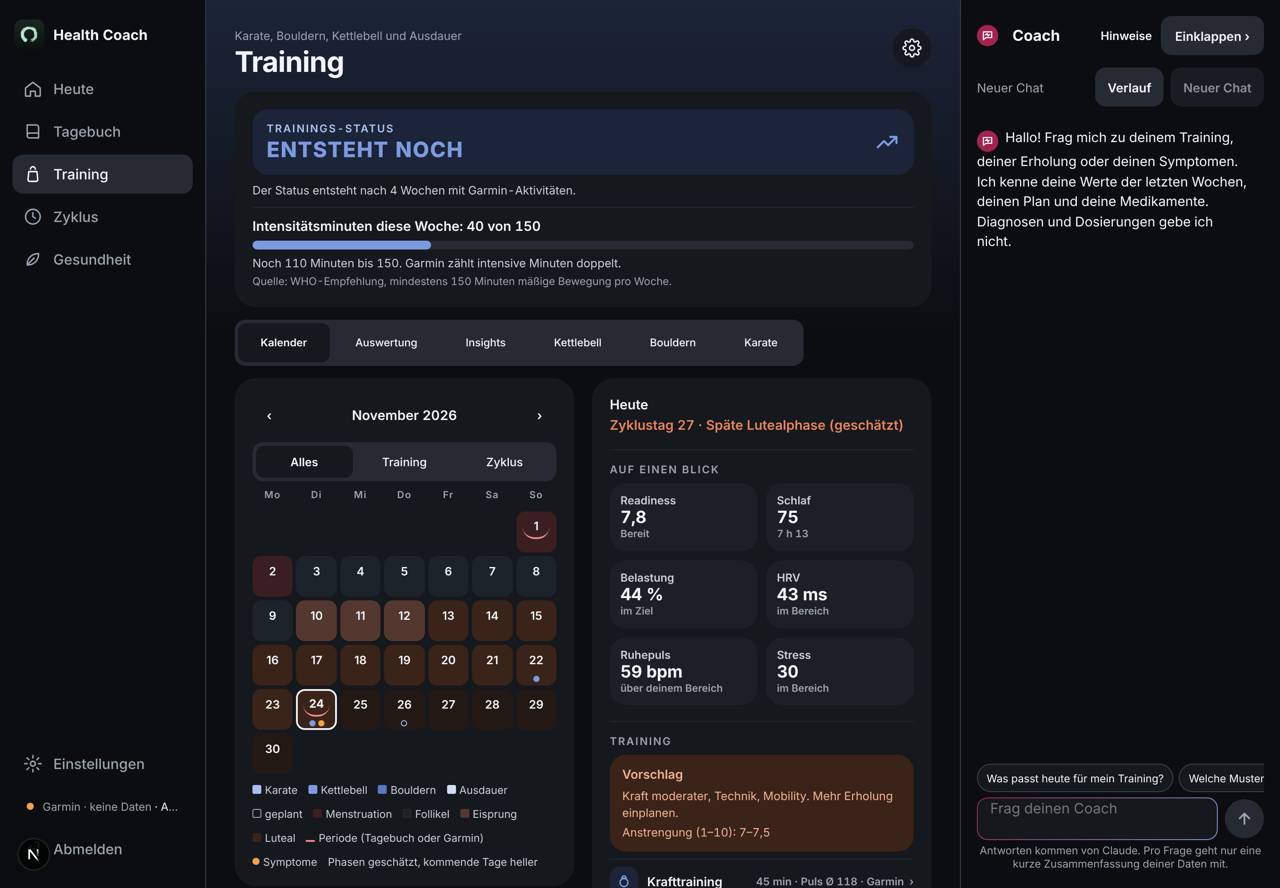 Health Coach
Heute
Tagebuch
Training
Zyklus
Gesundheit
Einstellungen
Garmin · keine Daten · A...
N
Abmelden
Karate, Bouldern, Kettlebell und Ausdauer
Training
TRAININGS-STATUS
ENTSTEHT NOCH
Der Status entsteht nach 4 Wochen mit Garmin-Aktivitäten.
Intensitätsminuten diese Woche: 40 von 150
Noch 110 Minuten bis 150. Garmin zählt intensive Minuten doppelt.
Quelle: WHO-Empfehlung, mindestens 150 Minuten mäßige Bewegung pro Woche.
Kalender Auswertung Insights Kettlebell Bouldern Karate
‹ November 2026 ›
Alles Training Zyklus
Mo Di Mi Do Fr Sa So
1
2 3 4 5 6 7 8
9 10 11 12 13 14 15
16 17 18 19 20 21 22
23 24 25 26 27 28 29
30
Karate Kettlebell Bouldern Ausdauer
geplant Menstruation Follikel Eisprung
Luteal Periode (Tagebuch oder Garmin)
Symptome Phasen geschätzt, kommende Tage heller
Heute
Zyklustag 27 · Späte Lutealphase (geschätzt)
AUF EINEN BLICK
Readiness
7,8
Bereit
Schlaf
75
7 h 13
Belastung
44 %
im Ziel
HRV
43 ms
im Bereich
Ruhepuls
59 bpm
über deinem Bereich
Stress
30
im Bereich
TRAINING
Vorschlag
Kraft moderater, Technik, Mobility. Mehr Erholung
einplanen.
Anstrengung (1–10): 7–7,5
Krafttraining 45 min · Puls Ø 118 · Garmin ›
Coach Hinweise Einklappen ›
Neuer Chat Verlauf Neuer Chat
Hallo! Frag mich zu deinem Training,
deiner Erholung oder deinen Symptomen.
Ich kenne deine Werte der letzten Wochen,
deinen Plan und deine Medikamente.
Diagnosen und Dosierungen gebe ich
nicht.
Was passt heute für mein Training? Welche Muster
Frag deinen Coach
Antworten kommen von Claude. Pro Frage geht nur eine
kurze Zusammenfassung deiner Daten mit.